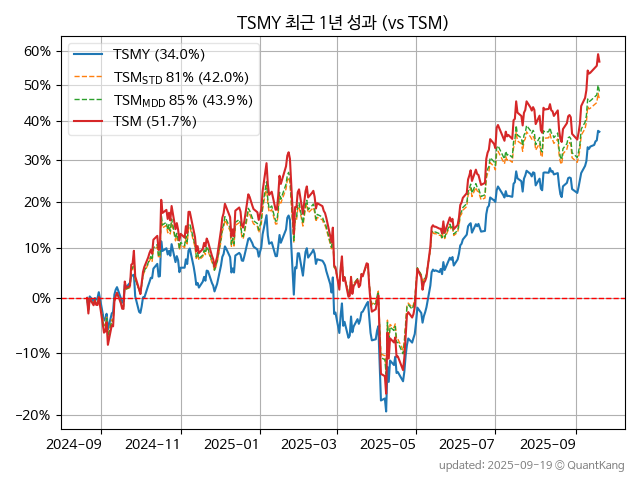 TSMY 최근 1년 성과 (vs TSM)
TSMY (34.0%)
TSM_STD 81% (42.0%)
TSM_MDD 85% (43.9%)
TSM (51.7%)
60%
50%
40%
30%
20%
10%
0%
−10%
−20%
2024−09 2024−11 2025−01 2025−03 2025−05 2025−07 2025−09
updated: 2025-09-19 © QuantKang